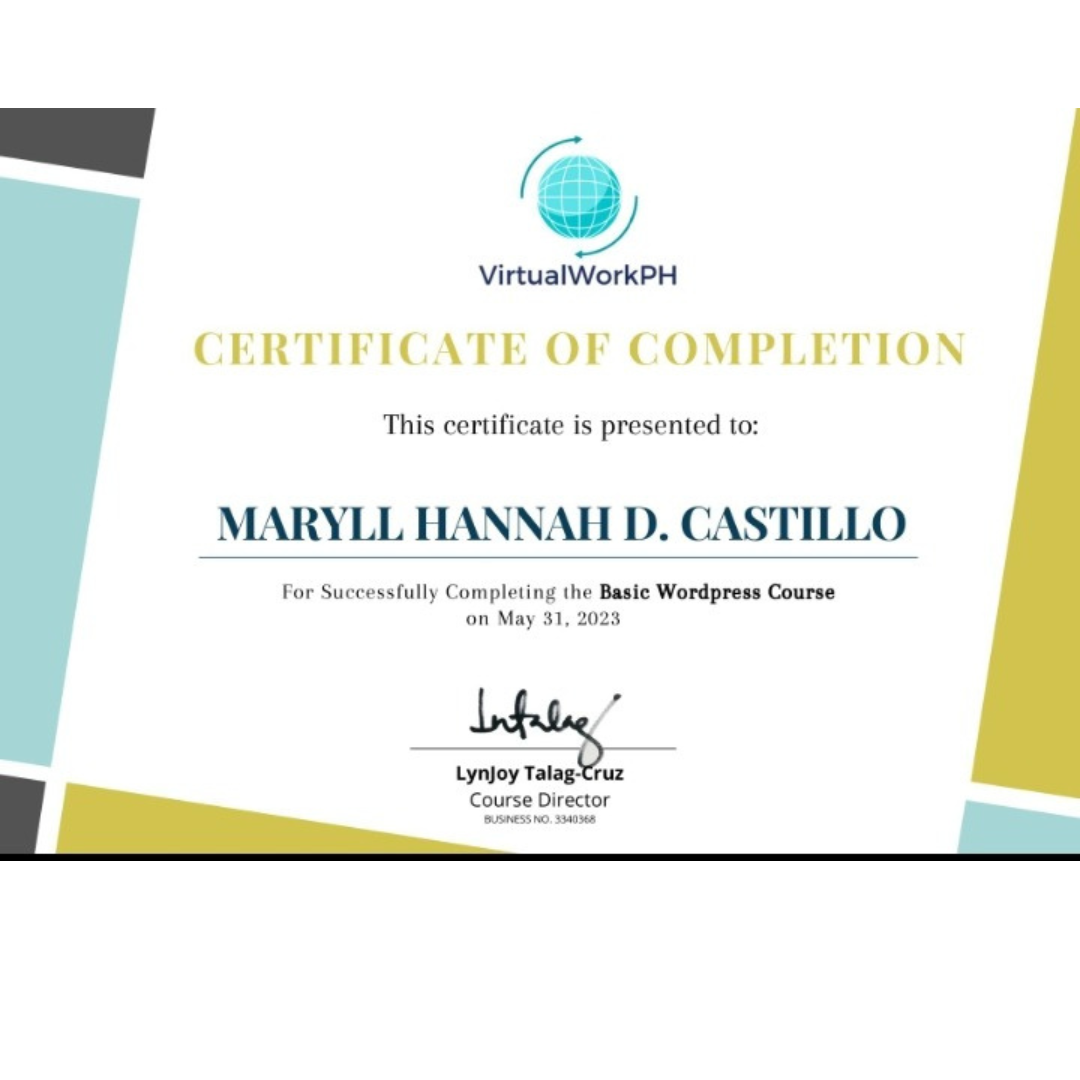 VirtualWorkPH
CERTIFICATE OF COMPLETION
This certificate is presented to:
MARYLL HANNAH D. CASTILLO
For Successfully Completing the Basic Wordpress Course
on May 31, 2023
LynJoy Talag-Cruz
Course Director
BUSINESS NO. 3340368